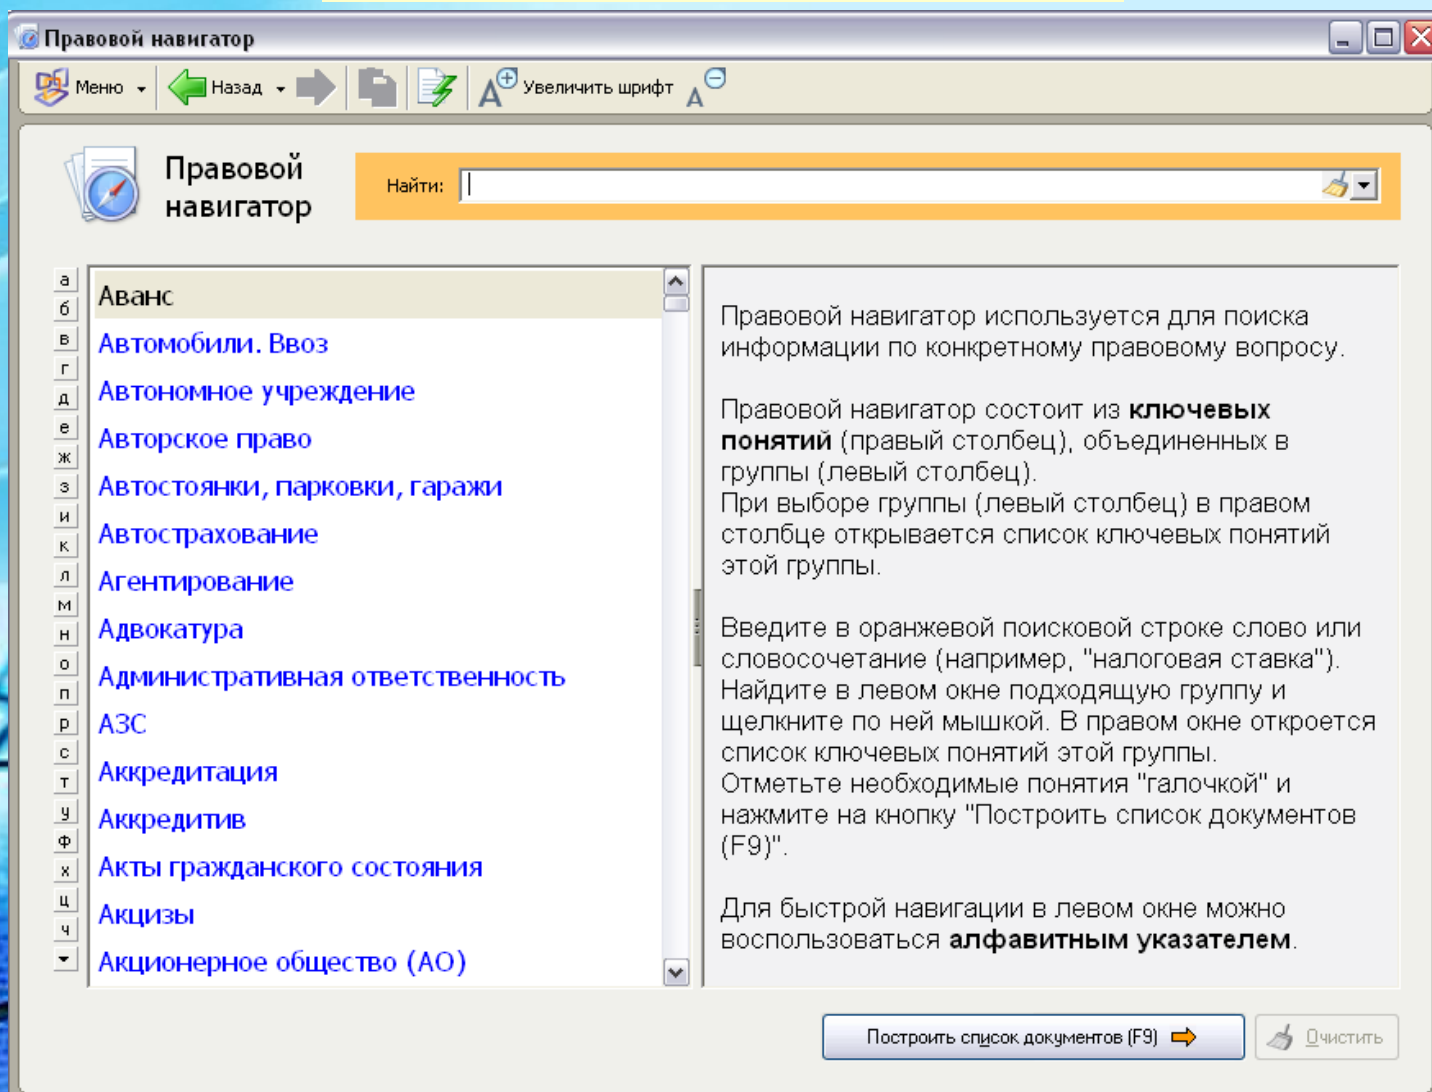 Правовой навигатор
Меню
Назад
Увеличить шрифт
Правовой
навигатор
Найти:
а
б
в
г
д
е
ж
з
и
к
л
м
н
о
п
р
с
т
у
ф
х
ц
ч
Аванс
Автомобили. Ввоз
Автономное учреждение
Авторское право
Автостоянки, парковки, гаражи
Автострахование
Агентирование
Адвокатура
Административная ответственность
АЗС
Аккредитация
Аккредитив
Акты гражданского состояния
Акцизы
Акционерное общество (АО)
Правовой навигатор используется для поиска
информации по конкретному правовому вопросу.
Правовой навигатор состоит из ключевых
понятий (правый столбец), объединенных в
группы (левый столбец).
При выборе группы (левый столбец) в правом
столбце открывается список ключевых понятий
этой группы.
Введите в оранжевой поисковой строке слово или
словосочетание (например, "налоговая ставка").
Найдите в левом окне подходящую группу и
щелкните по ней мышкой. В правом окне откроется
список ключевых понятий этой группы.
Отметьте необходимые понятия "галочкой" и
нажмите на кнопку "Построить список документов
(F9)".
Для быстрой навигации в левом окне можно
воспользоваться алфавитным указателем.
Построить список документов (F9)
Очистить